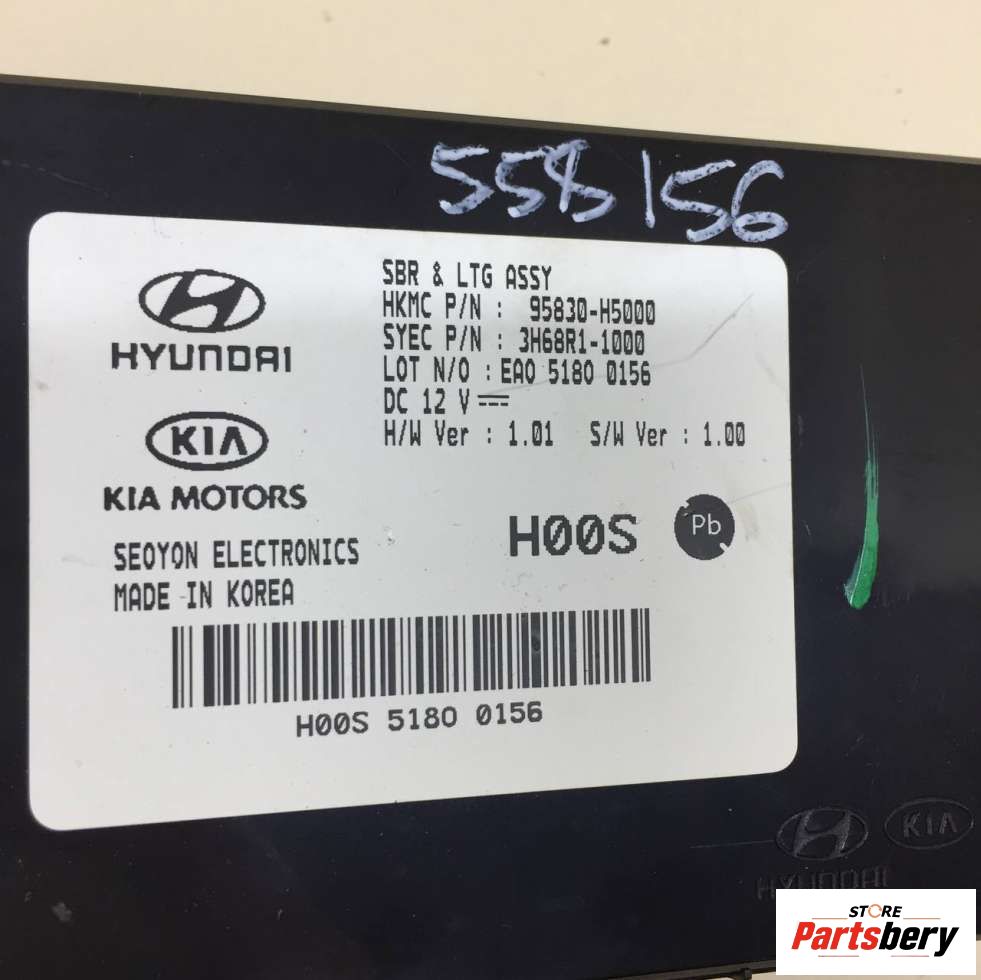 558156
HYUNDAI
KIA
KIA MOTORS
SEOYON ELECTRONICS
MADE IN KOREA
SBR & LTG ASSY
HKMC P/N : 95830-H5000
SYEC P/N : 3H68R1-1000
LOT N/O : EAO 5180 0156
DC 12 V
H/W Ver : 1.01 S/W Ver : 1.00
H00S Pb
H00S 5180 0156
KIA
HYUNDAI
STORE
Partsbery